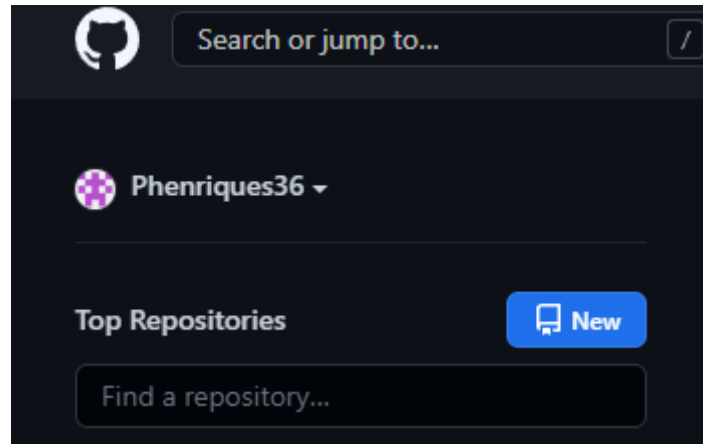 Search or jump to...
/
Phenriques36
Top Repositories
New
Find a repository...